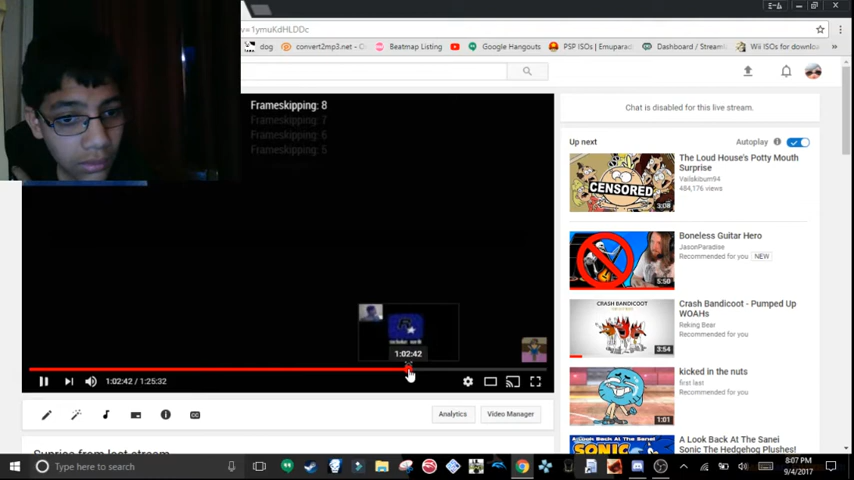 v=1ymuKdHLDDc
dog
convert2mp3.net - C
Beatmap Listing
Google Hangouts
PSP ISOs | Emuparad
Dashboard / Streaml
Wii ISOs for downloa
»
Frameskipping: 8
Frameskipping: 7
Frameskipping: 6
Frameskipping: 5
1:02:42
1:02:42 / 1:25:32
Analytics
Video Manager
Chat is disabled for this live stream.
Up next
Autoplay
CENSORED
3:08
The Loud House's Potty Mouth
Surprise
Vailskibum94
484,176 views
5:50
Boneless Guitar Hero
JasonParadise
Recommended for you NEW
CRASH BANDICOOT
3:54
Crash Bandicoot - Pumped Up
WOAHs
Reking Bear
Recommended for you
1:01
kicked in the nuts
first last
Recommended for you
SONIC
A Look Back At The Sanei
Sonic The Hedgehog Plushes!
Type here to search
8:07 PM
9/4/2017